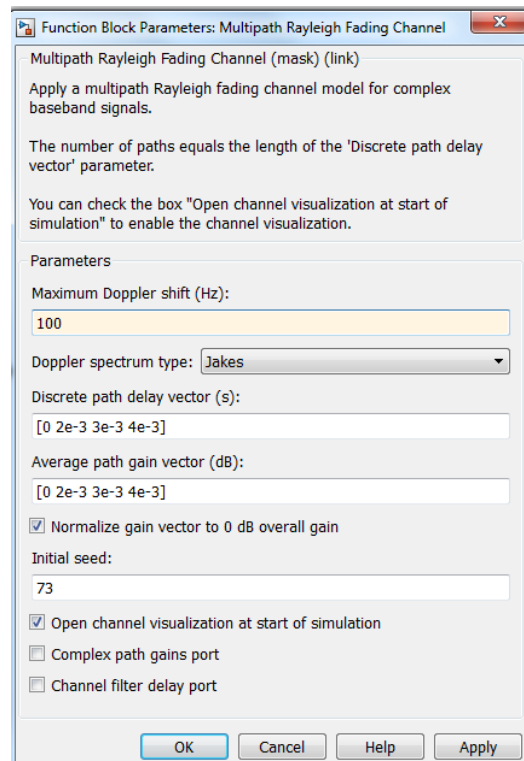 Function Block Parameters: Multipath Rayleigh Fading Channel
Multipath Rayleigh Fading Channel (mask) (link)
Apply a multipath Rayleigh fading channel model for complex
baseband signals.
The number of paths equals the length of the 'Discrete path delay
vector' parameter.
You can check the box "Open channel visualization at start of
simulation" to enable the channel visualization.
Parameters
Maximum Doppler shift (Hz):
100
Doppler spectrum type: Jakes
Discrete path delay vector (s):
[0 2e-3 3e-3 4e-3]
Average path gain vector (dB):
[0 2e-3 3e-3 4e-3]
Normalize gain vector to 0 dB overall gain
Initial seed:
73
Open channel visualization at start of simulation
Complex path gains port
Channel filter delay port
OK Cancel Help Apply